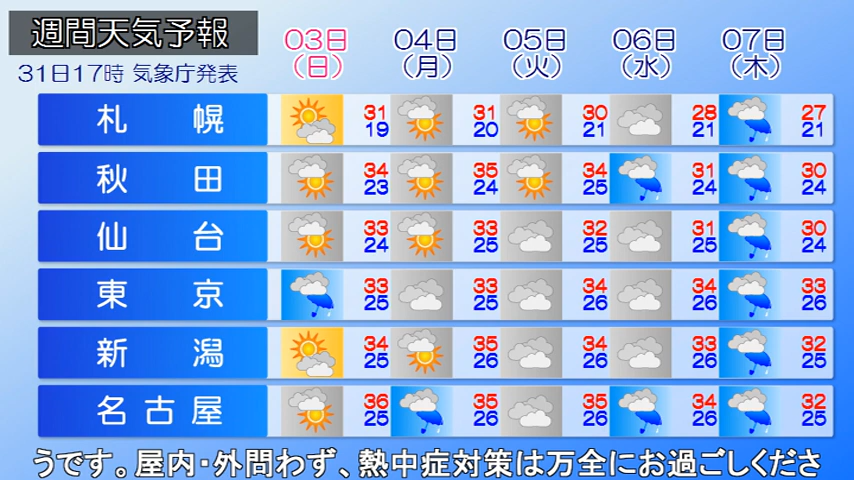 週間天気予報
31日17時 気象庁発表
03日 04日 05日 06日 07日
(日) (月) (火) (水) (木)
札幌 31 19 31 20 30 21 28 21 27 21
秋田 34 23 35 24 34 25 31 24 30 24
仙台 33 24 33 25 32 25 31 25 30 24
東京 33 25 33 25 34 26 34 26 33 26
新潟 34 25 35 26 34 26 33 26 32 25
名古屋 36 25 35 26 35 26 34 26 32 25
うです。屋内・外問わず、熱中症対策は万全にお過ごしくださ